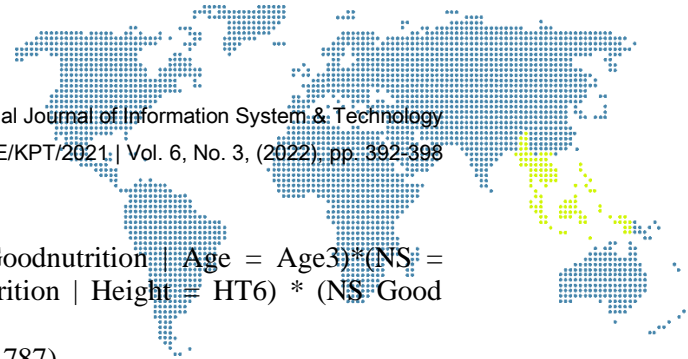 al Journal of Information System & Technology
E/KPT/2021 | Vol. 6, No. 3, (2022), pp. 392-398
oodnutrition | Age = Age3)*(NS =
rition | Height = HT6) * (NS Good
787)